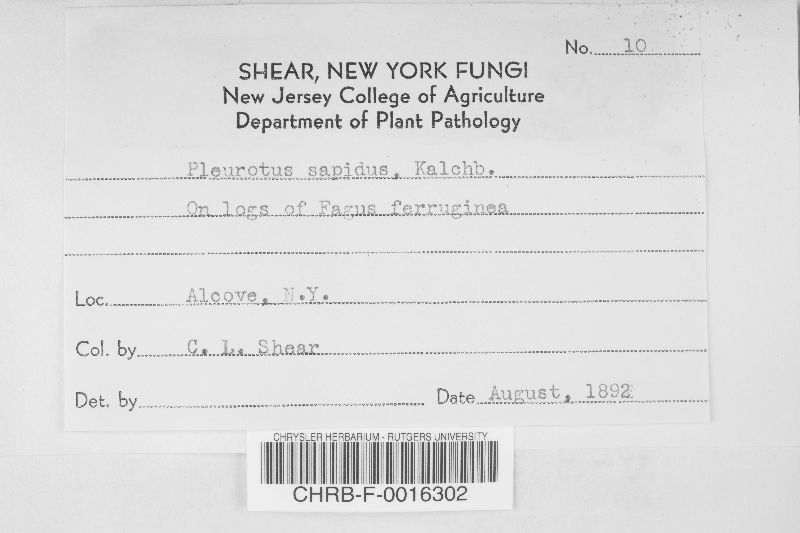 No. 10
SHEAR, NEW YORK FUNGI
New Jersey College of Agriculture
Department of Plant Pathology
Pleurotus sapidus, Kalchb.
On logs of Fagus ferruginea
Loc. Alcove, N.Y.
Col. by C. L. Shear
Det. by Date August, 1892
CHRYSLER HERBARIUM - RUTGERS UNIVERSITY
CHRB-F-0016302